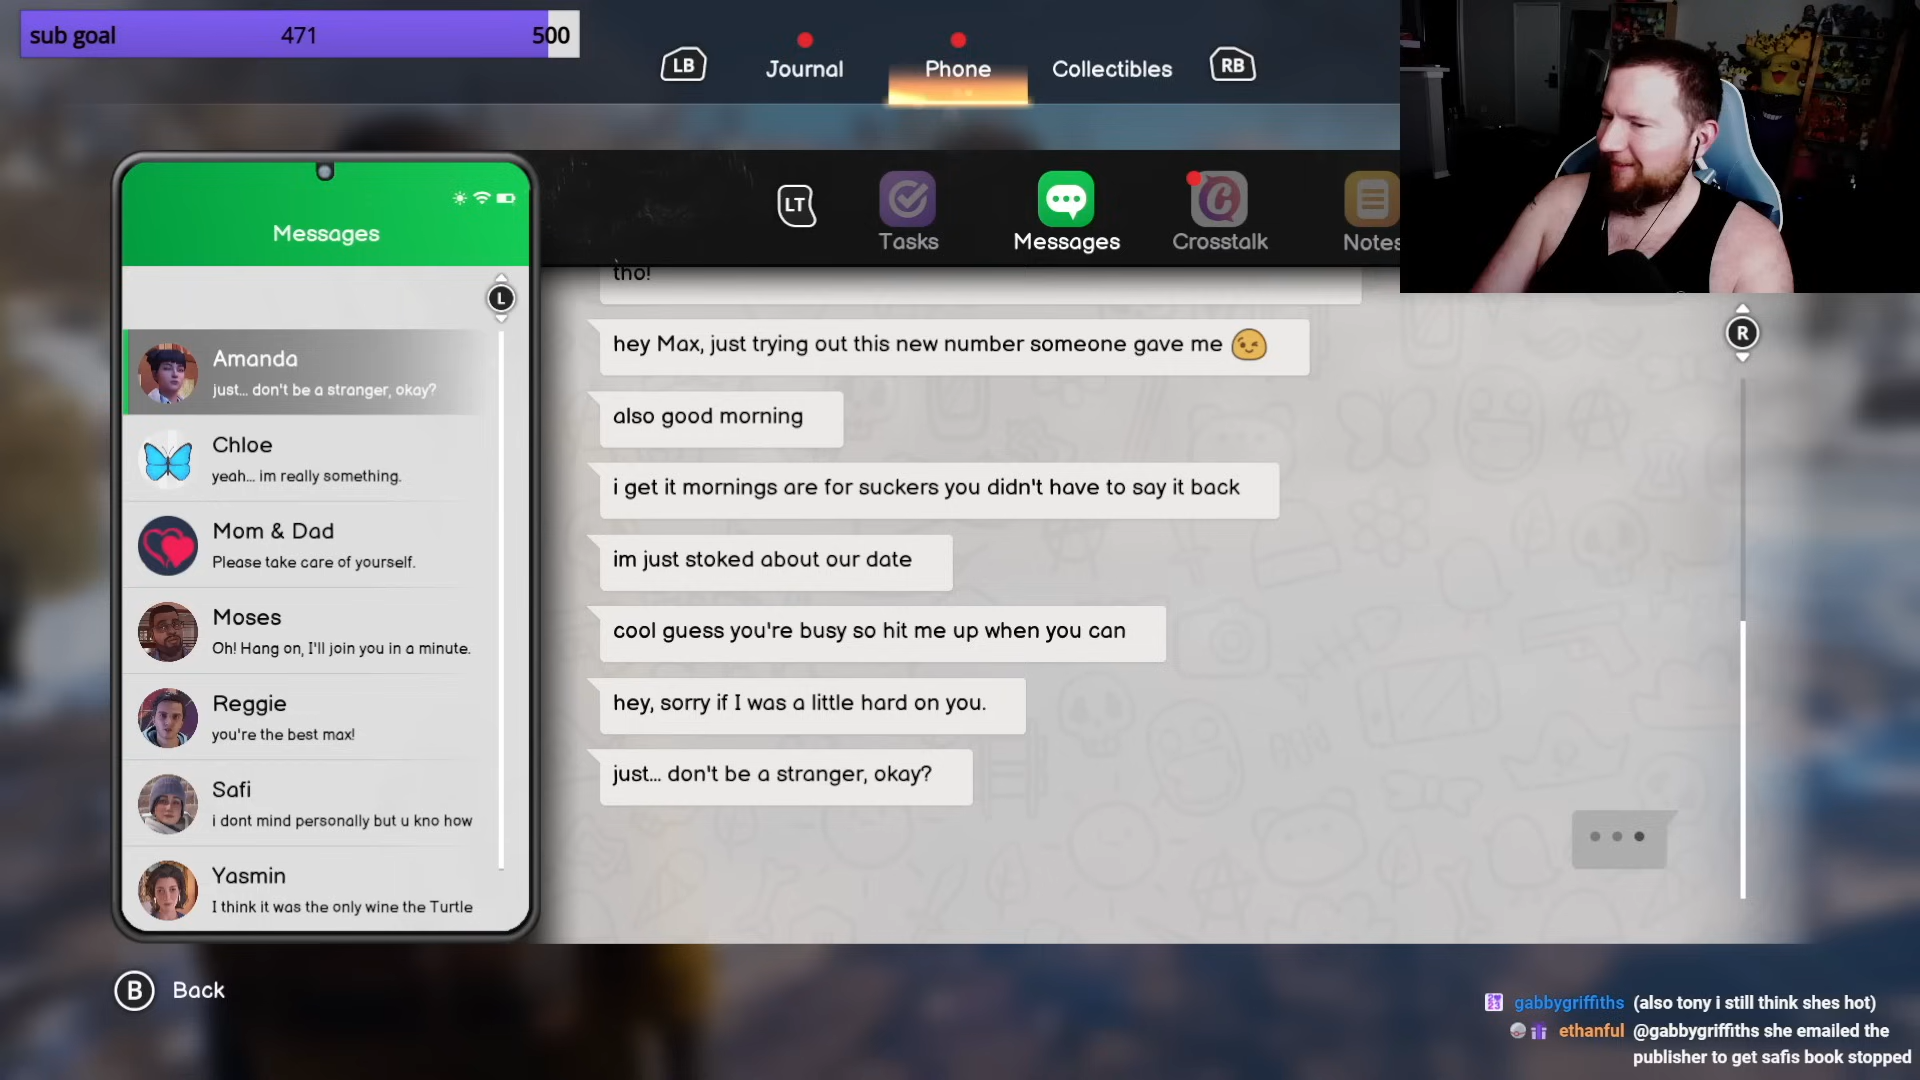 sub goal 471 500
LB Journal Phone Collectibles RB
Messages
LT Tasks Messages Crosstalk Notes
L
R
Amanda
just... don't be a stranger, okay?
Chloe
yeah... im really something.
Mom & Dad
Please take care of yourself.
Moses
Oh! Hang on, I'll join you in a minute.
Reggie
you're the best max!
Safi
i dont mind personally but u kno how
Yasmin
I think it was the only wine the Turtle
tho!
hey Max, just trying out this new number someone gave me
also good morning
i get it mornings are for suckers you didn't have to say it back
im just stoked about our date
cool guess you're busy so hit me up when you can
hey, sorry if I was a little hard on you.
just... don't be a stranger, okay?
B Back
gabbygriffiths (also tony i still think shes hot)
ethanful @gabbygriffiths she emailed the
publisher to get safis book stopped